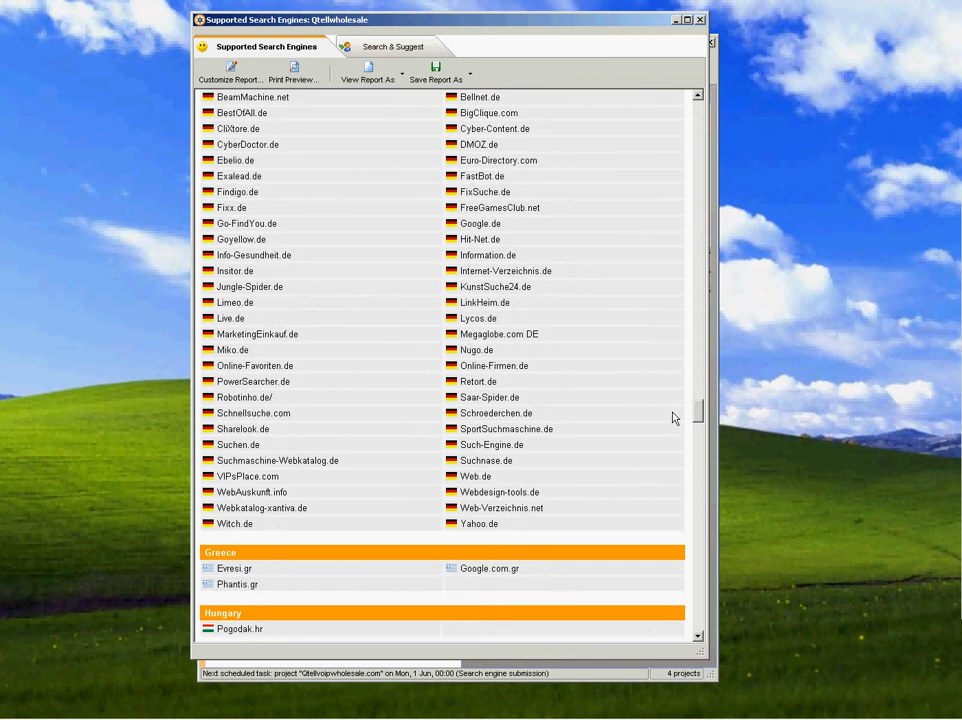 Supported Search Engines: Qtellwholesale
Supported Search Engines Search & Suggest
Customize Report... Print Preview... View Report As Save Report As
BeamMachine.net Bellnet.de
BestOfAll.de BigClique.com
CliXtore.de Cyber-Content.de
CyberDoctor.de DMOZ.de
Ebelio.de Euro-Directory.com
Exalead.de FastBot.de
Findigo.de FixSuche.de
Fixx.de FreeGamesClub.net
Go-FindYou.de Google.de
Goyellow.de Hit-Net.de
Info-Gesundheit.de Information.de
Insitor.de Internet-Verzeichnis.de
Jungle-Spider.de KunstSuche24.de
Limeo.de LinkHeim.de
Live.de Lycos.de
MarketingEinkauf.de Megaglobe.com DE
Miko.de Nugo.de
Online-Favoriten.de Online-Firmen.de
PowerSearcher.de Retort.de
Robotinho.de/ Saar-Spider.de
Schnellsuche.com Schroederchen.de
Sharelook.de SportSuchmaschine.de
Suchen.de Such-Engine.de
Suchmaschine-Webkatalog.de Suchnase.de
VIPsPlace.com Web.de
WebAuskunft.info Webdesign-tools.de
Webkatalog-xantiva.de Web-Verzeichnis.net
Witch.de Yahoo.de
Greece
Evresi.gr Google.com.gr
Phantis.gr
Hungary
Pogodak.hr
Next scheduled task: project "Qtellvoipwholesale.com" on Mon, 1 Jun, 00:00 (Search engine submission) 4 projects